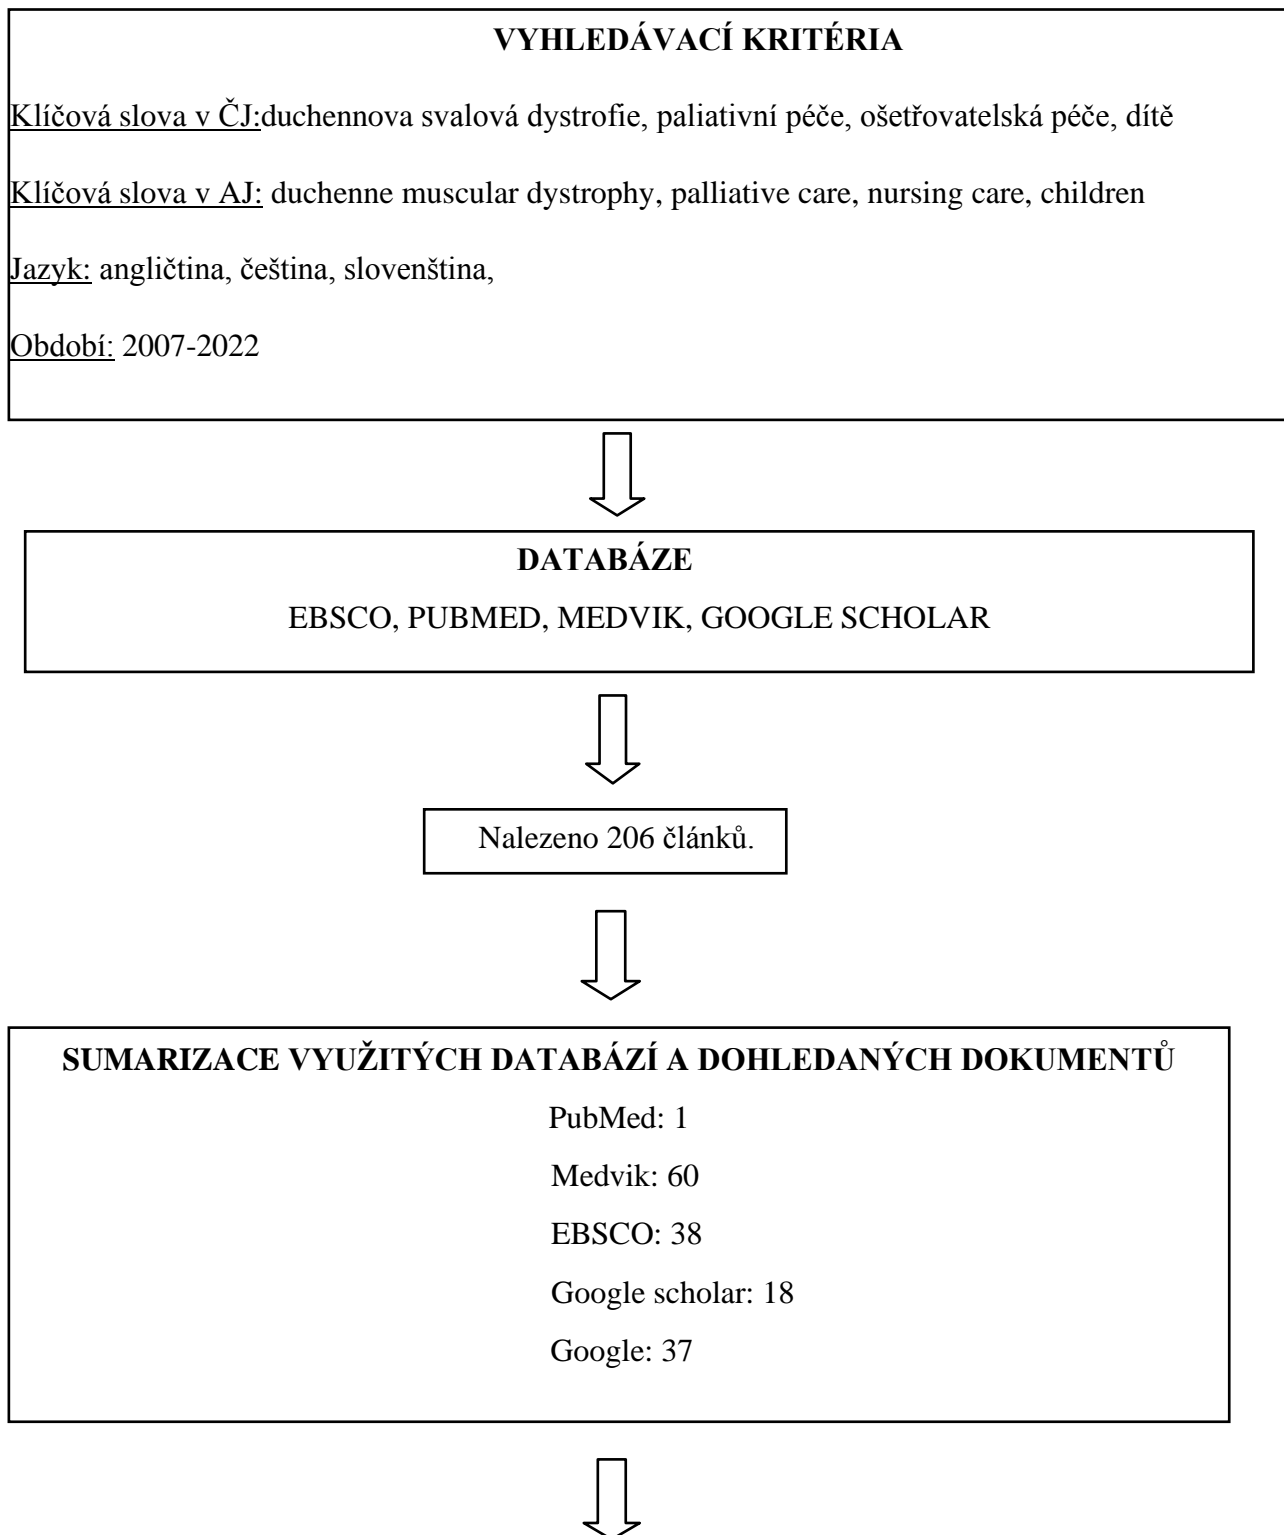 VYHLEDÁVACÍ KRITÉRIA
Klíčová slova v ČJ:duchennova svalová dystrofie, paliativní péče, ošetřovatelská péče, dítě
Klíčová slova v AJ: duchenne muscular dystrophy, palliative care, nursing care, children
Jazyk: angličtina, čeština, slovenština,
Období: 2007-2022
DATABÁZE
EBSCO, PUBMED, MEDVIK, GOOGLE SCHOLAR
Nalezeno 206 článků.
SUMARIZACE VYUŽITÝCH DATABÁZÍ A DOHLEDANÝCH DOKUMENTŮ
PubMed: 1
Medvik: 60
EBSCO: 38
Google scholar: 18
Google: 37